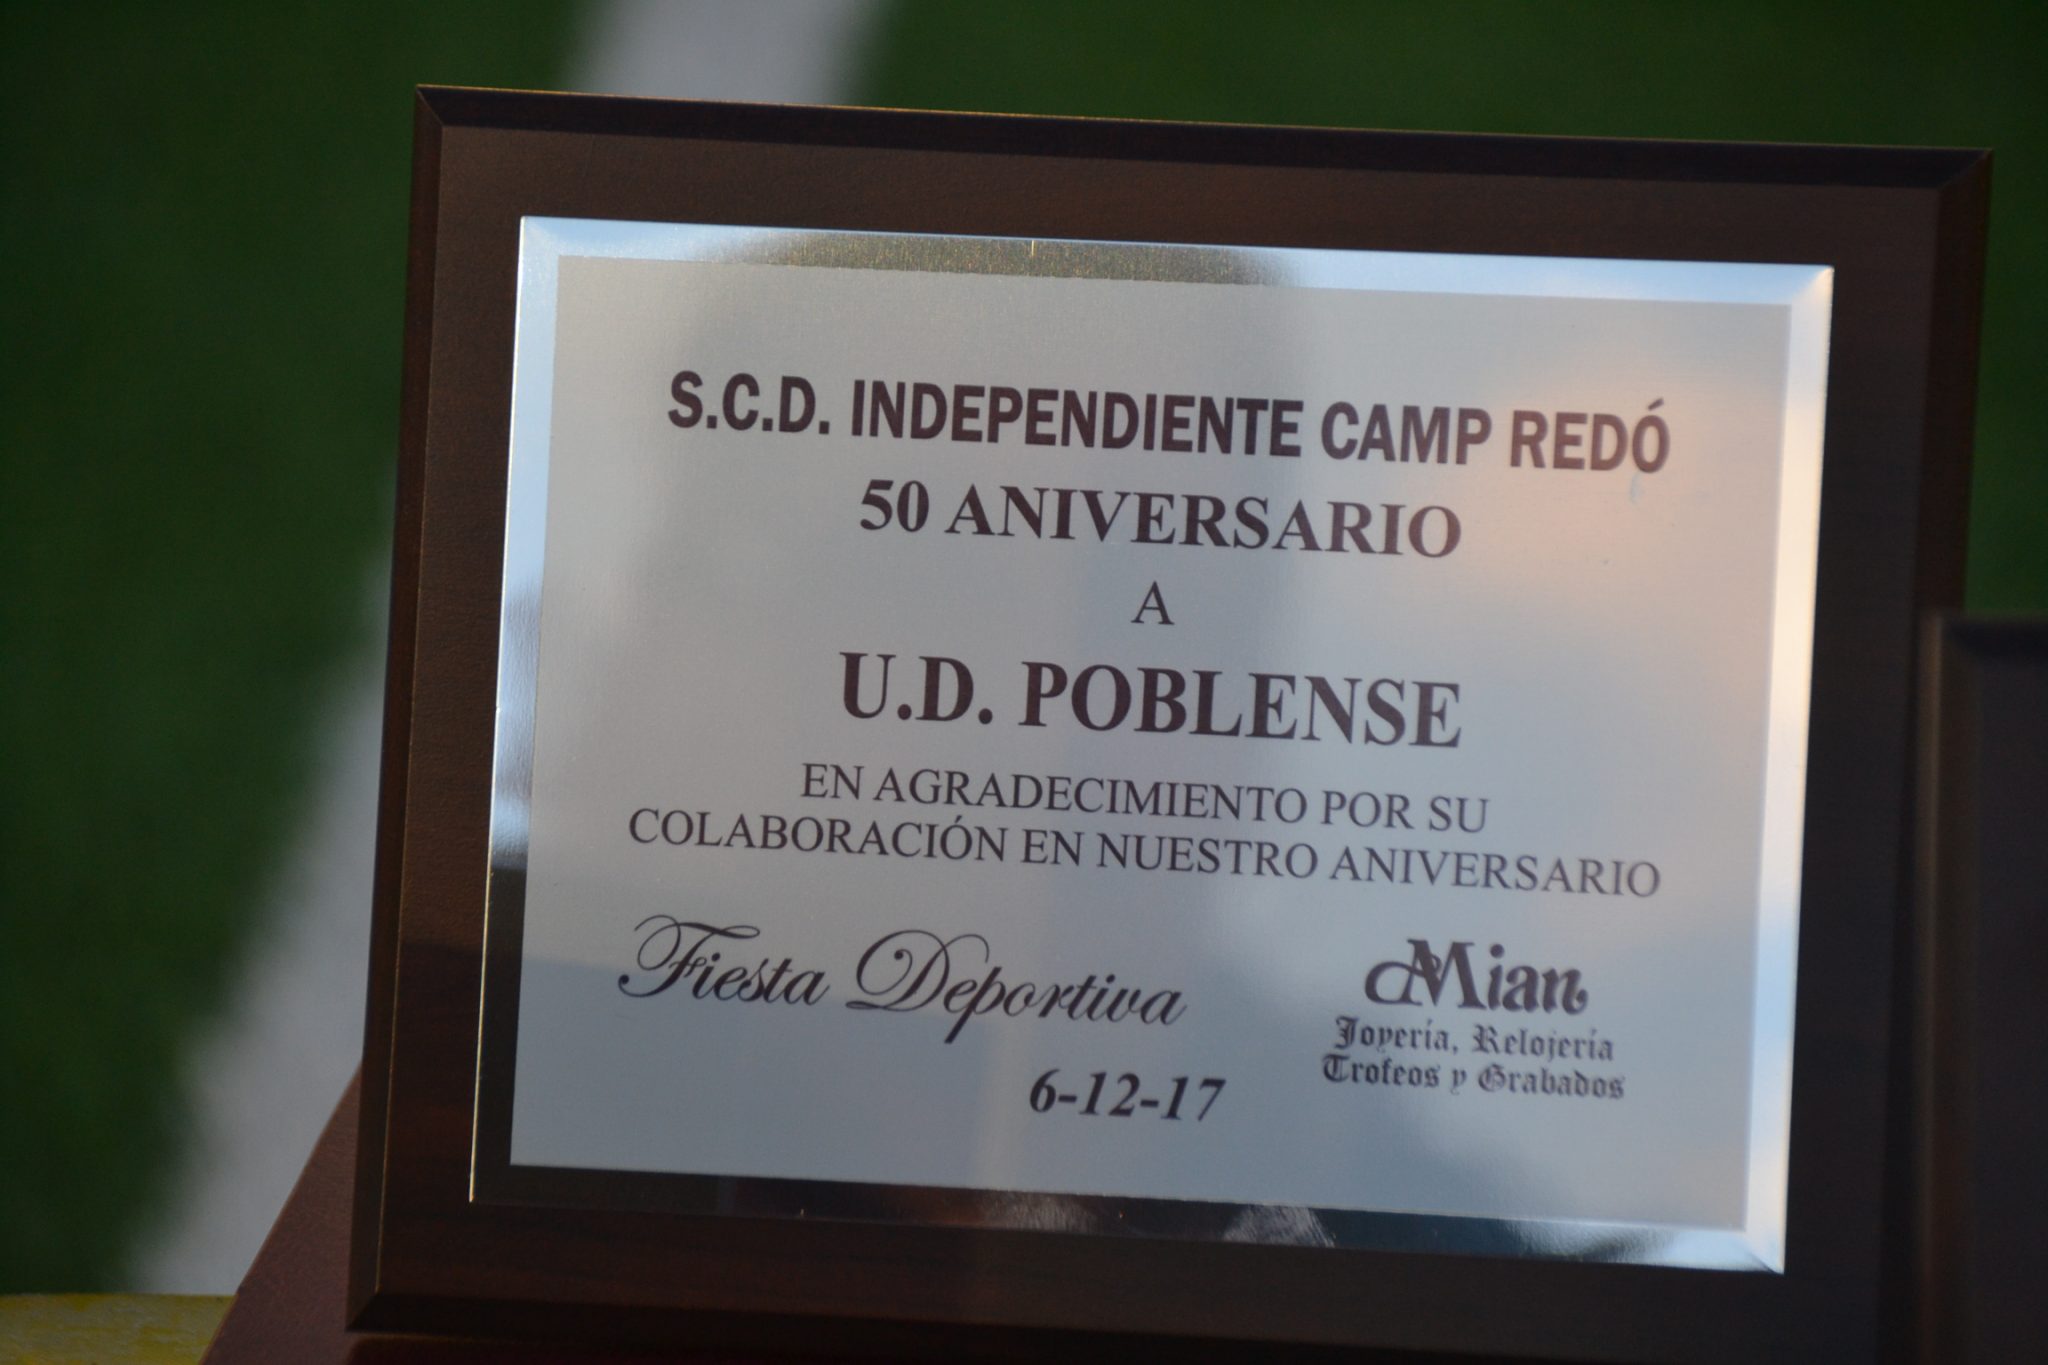 S.C.D. INDEPENDIENTE CAMP REDÓ
50 ANIVERSARIO
A
U.D. POBLENSE
EN AGRADECIMIENTO POR SU
COLABORACIÓN EN NUESTRO ANIVERSARIO
Fiesta Deportiva
6-12-17
Mian
Joyería, Relojería
Trofeos y Grabados